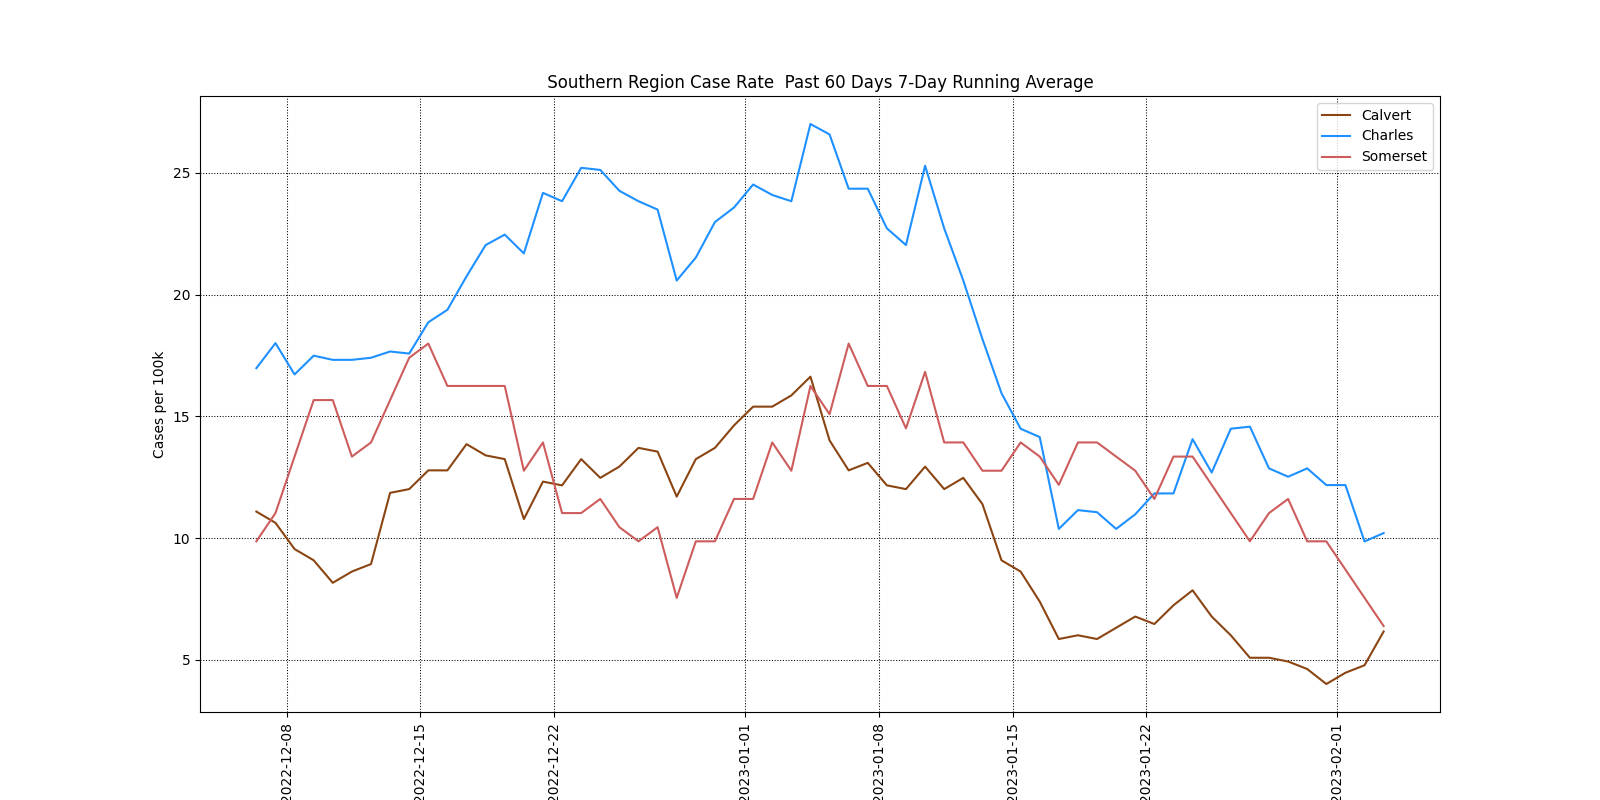 Southern Region Case Rate  Past 60 Days 7-Day Running Average
Calvert
Charles
Somerset
25
20
15
10
5
Cases per 100k
2022-12-08
2022-12-15
2022-12-22
2023-01-01
2023-01-08
2023-01-15
2023-01-22
2023-02-01